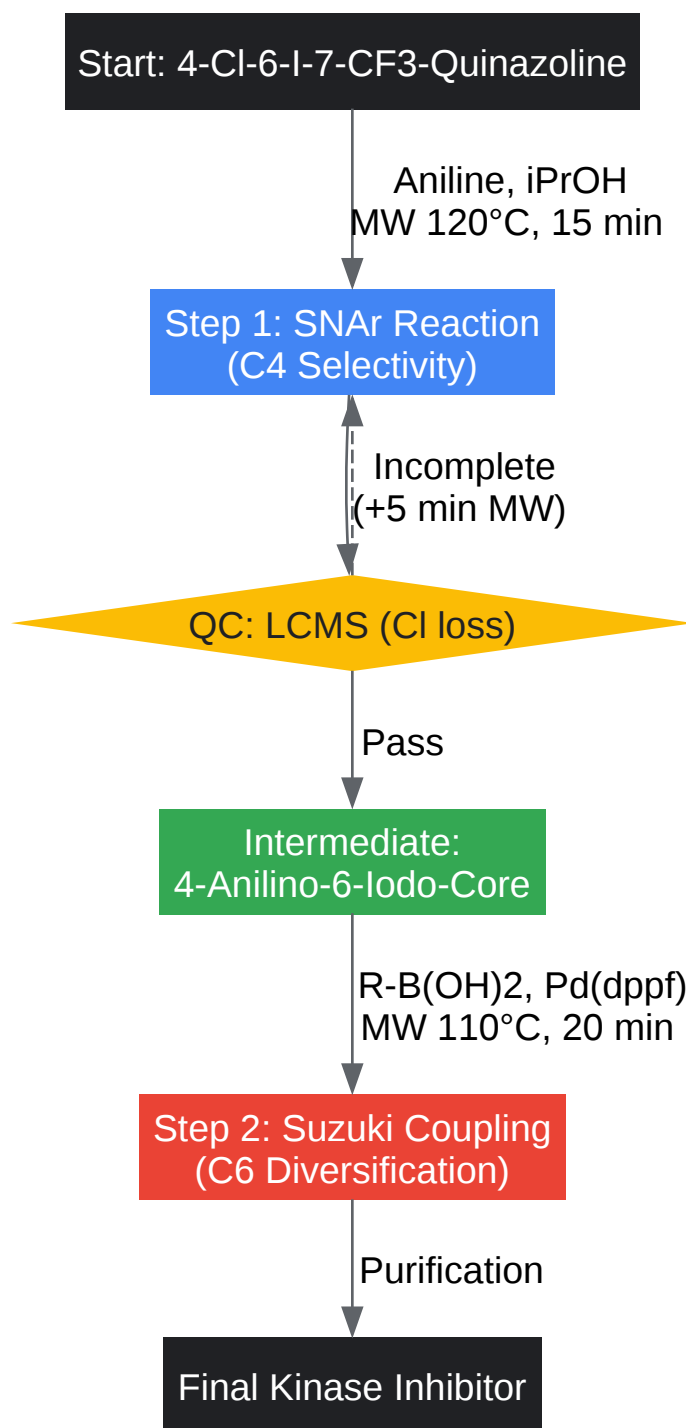 Start: 4-Cl-6-I-7-CF3-Quinazoline
Aniline, iPrOH
MW 120°C, 15 min
Step 1: SNAr Reaction
(C4 Selectivity)
Incomplete
(+5 min MW)
QC: LCMS (Cl loss)
Pass
Intermediate:
4-Anilino-6-Iodo-Core
R-B(OH)2, Pd(dppf)
MW 110°C, 20 min
Step 2: Suzuki Coupling
(C6 Diversification)
Purification
Final Kinase Inhibitor